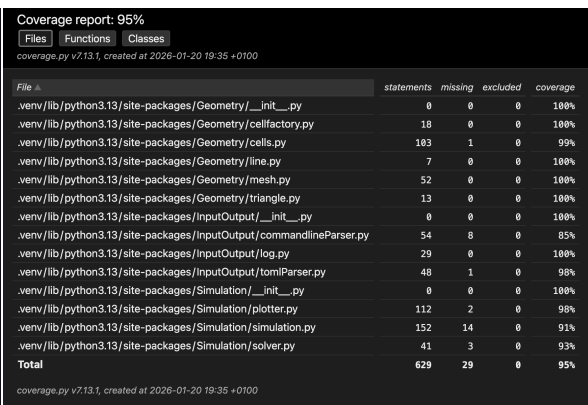 Coverage report: 95%
Files Functions Classes
coverage.py v7.13.1, created at 2026-01-20 19:35 +0100
File ▲ statements missing excluded coverage
.venv/lib/python3.13/site-packages/Geometry/__init__.py 0 0 0 100%
.venv/lib/python3.13/site-packages/Geometry/cellfactory.py 18 0 0 100%
.venv/lib/python3.13/site-packages/Geometry/cells.py 103 1 0 99%
.venv/lib/python3.13/site-packages/Geometry/line.py 7 0 0 100%
.venv/lib/python3.13/site-packages/Geometry/mesh.py 52 0 0 100%
.venv/lib/python3.13/site-packages/Geometry/triangle.py 13 0 0 100%
.venv/lib/python3.13/site-packages/InputOutput/__init__.py 0 0 0 100%
.venv/lib/python3.13/site-packages/InputOutput/commandlineParser.py 54 8 0 85%
.venv/lib/python3.13/site-packages/InputOutput/log.py 29 0 0 100%
.venv/lib/python3.13/site-packages/InputOutput/tomlParser.py 48 1 0 98%
.venv/lib/python3.13/site-packages/Simulation/__init__.py 0 0 0 100%
.venv/lib/python3.13/site-packages/Simulation/plotter.py 112 2 0 98%
.venv/lib/python3.13/site-packages/Simulation/simulation.py 152 14 0 91%
.venv/lib/python3.13/site-packages/Simulation/solver.py 41 3 0 93%
Total 629 29 0 95%
coverage.py v7.13.1, created at 2026-01-20 19:35 +0100